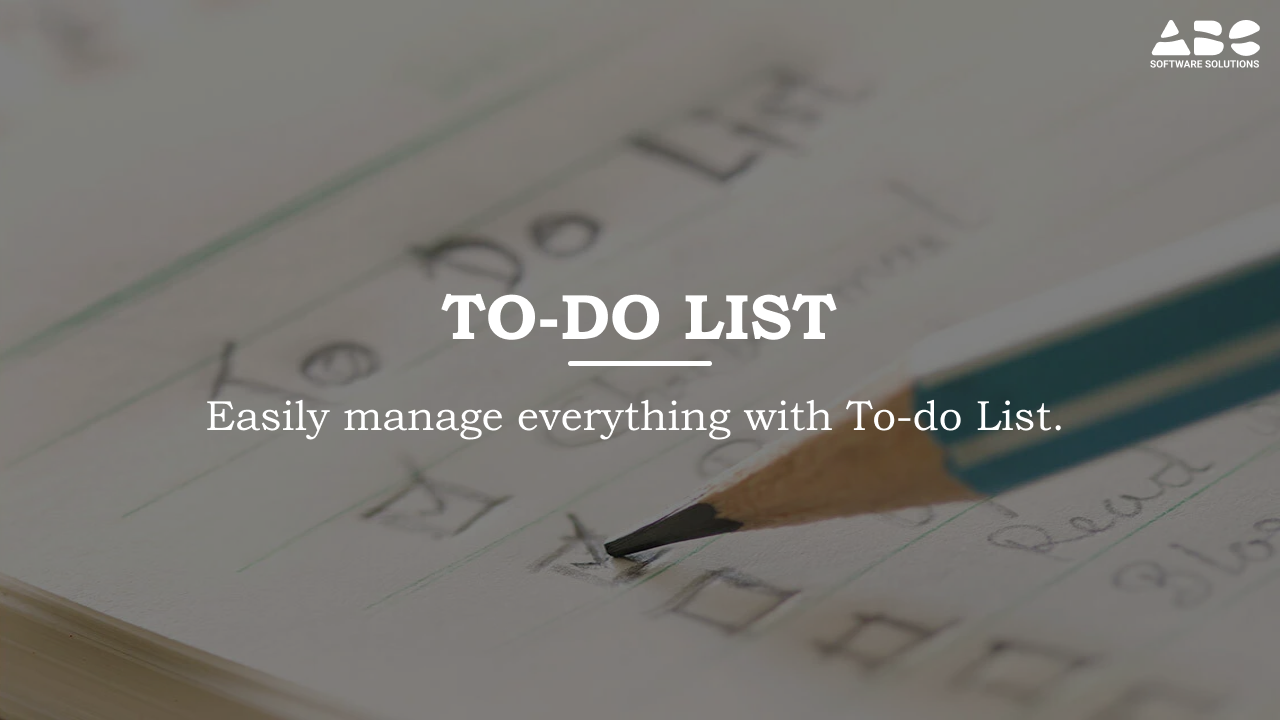 ABC
SOFTWARE SOLUTIONS
To Do List
TO-DO LIST
Easily manage everything with To-do List.
Read